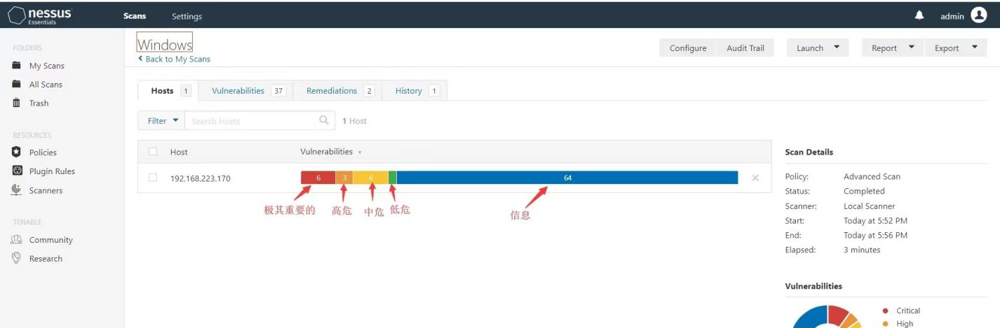 nessus
Essentials
Scans
Settings
admin
FOLDERS
My Scans
All Scans
Trash
RESOURCES
Policies
Plugin Rules
Scanners
TENABLE
Community
Research
Windows
Back to My Scans
Configure
Audit Trail
Launch
Report
Export
Hosts 1
Vulnerabilities 37
Remediations 2
History 1
Filter
Search Hosts
1 Host
Host
Vulnerabilities
192.168.223.170
6
3
6
64
极其重要的
高危
中危
低危
信息
Scan Details
Policy: Advanced Scan
Status: Completed
Scanner: Local Scanner
Start: Today at 5:52 PM
End: Today at 5:56 PM
Elapsed: 3 minutes
Vulnerabilities
Critical
High